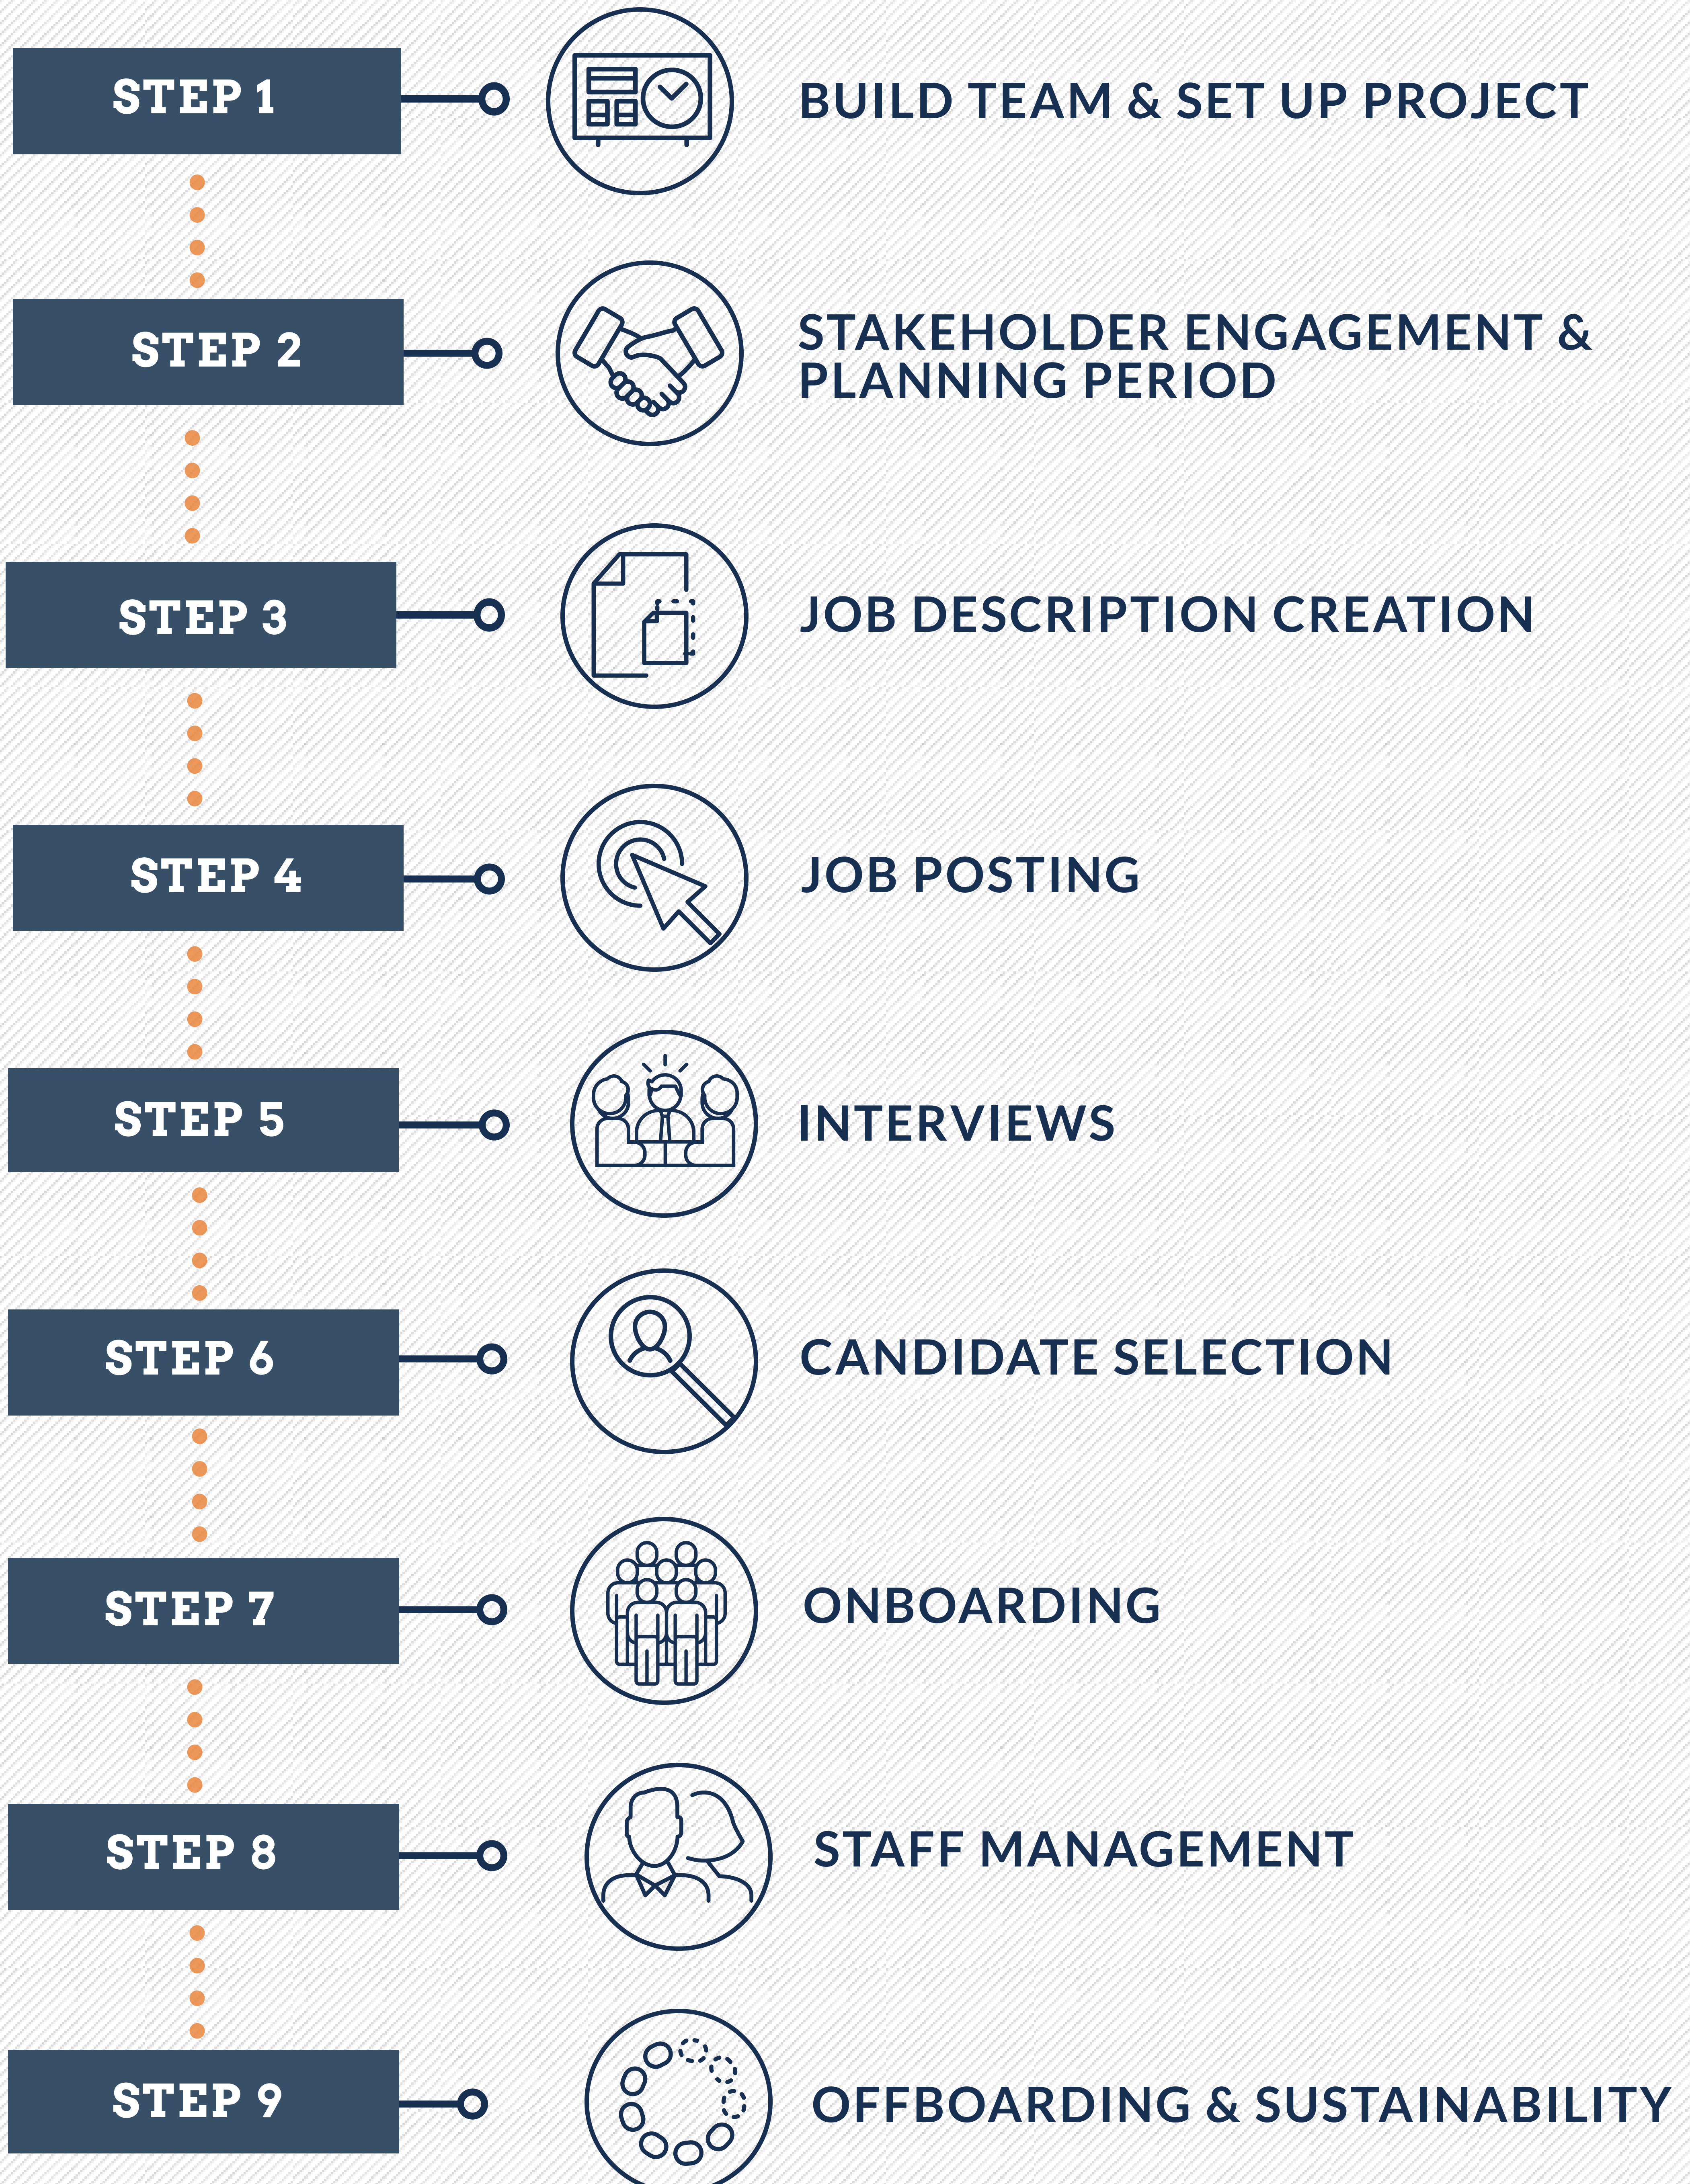 STEP 1
BUILD TEAM & SET UP PROJECT
STEP 2
STAKEHOLDER ENGAGEMENT &
PLANNING PERIOD
STEP 3
JOB DESCRIPTION CREATION
STEP 4
JOB POSTING
STEP 5
INTERVIEWS
STEP 6
CANDIDATE SELECTION
STEP 7
ONBOARDING
STEP 8
STAFF MANAGEMENT
STEP 9
OFFBOARDING & SUSTAINABILITY